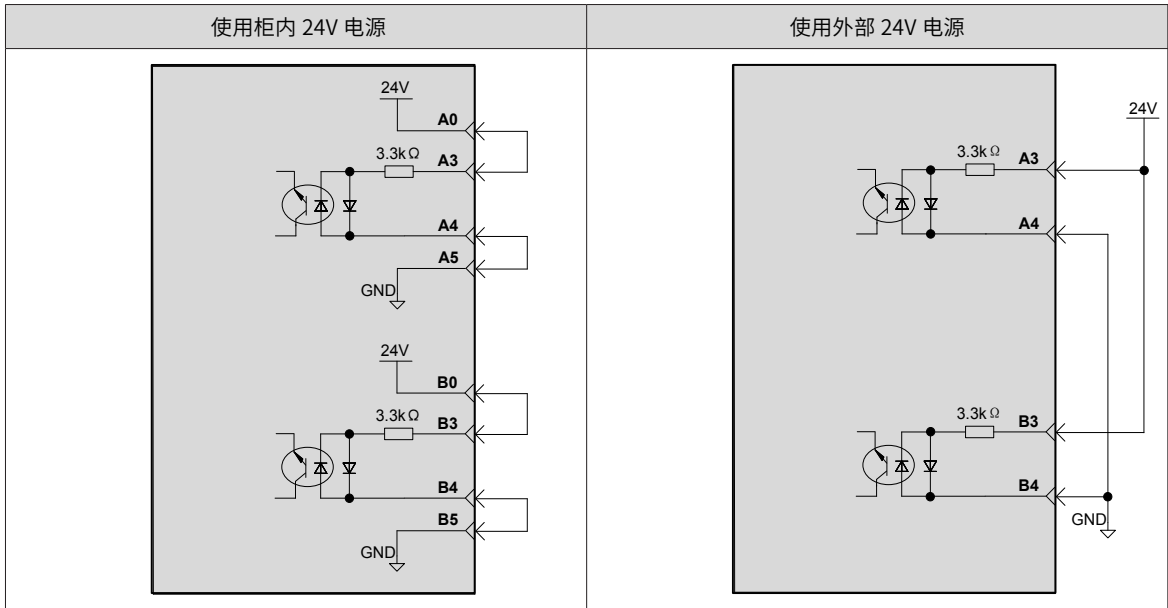 使用柜内 24V 电源
使用外部 24V 电源
24V
A0
3.3kΩ
A3
A4
A5
GND
24V
B0
3.3kΩ
B3
B4
B5
GND
24V
3.3kΩ
A3
A4
3.3kΩ
B3
B4
GND